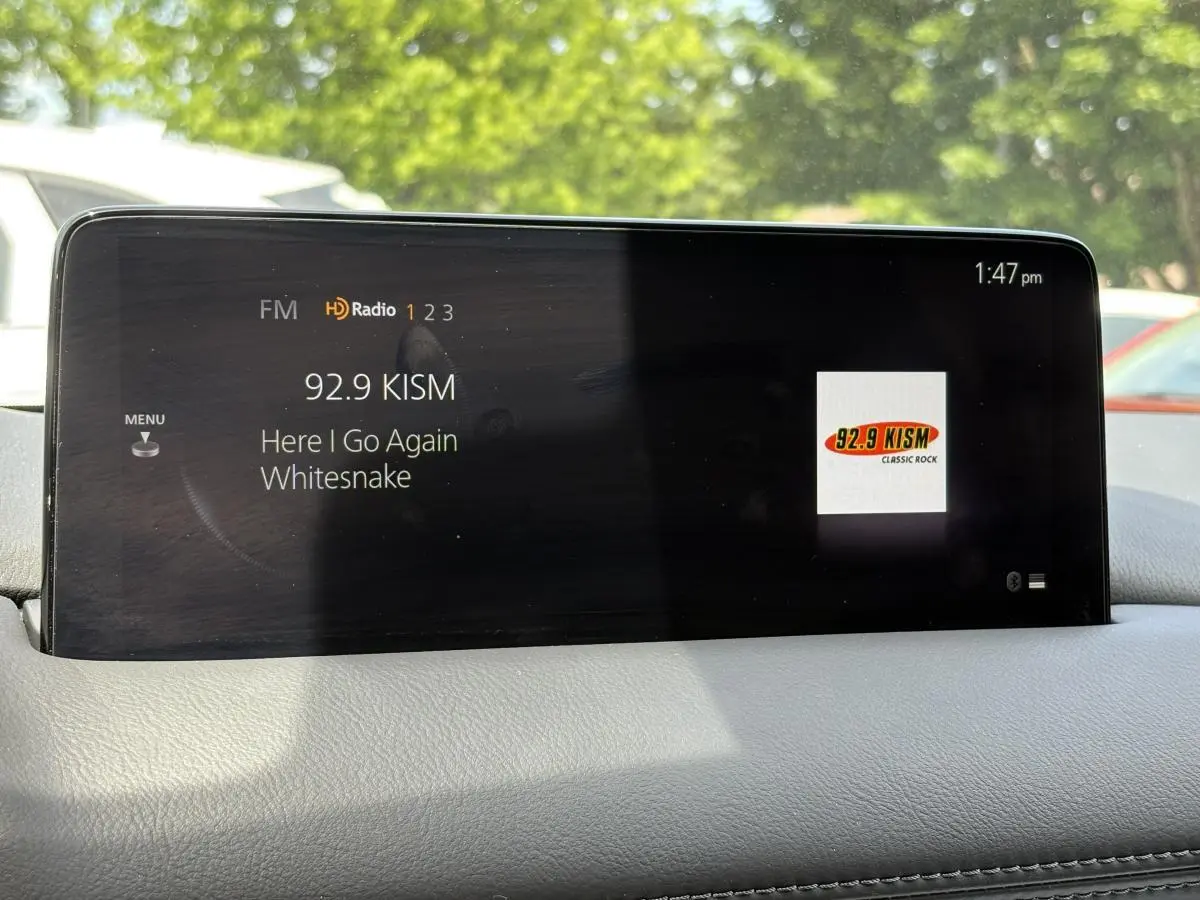 1:47 pm
FM HD Radio 1 2 3
92.9 KISM
MENU
Here I Go Again
Whitesnake
92.9 KISM
CLASSIC ROCK